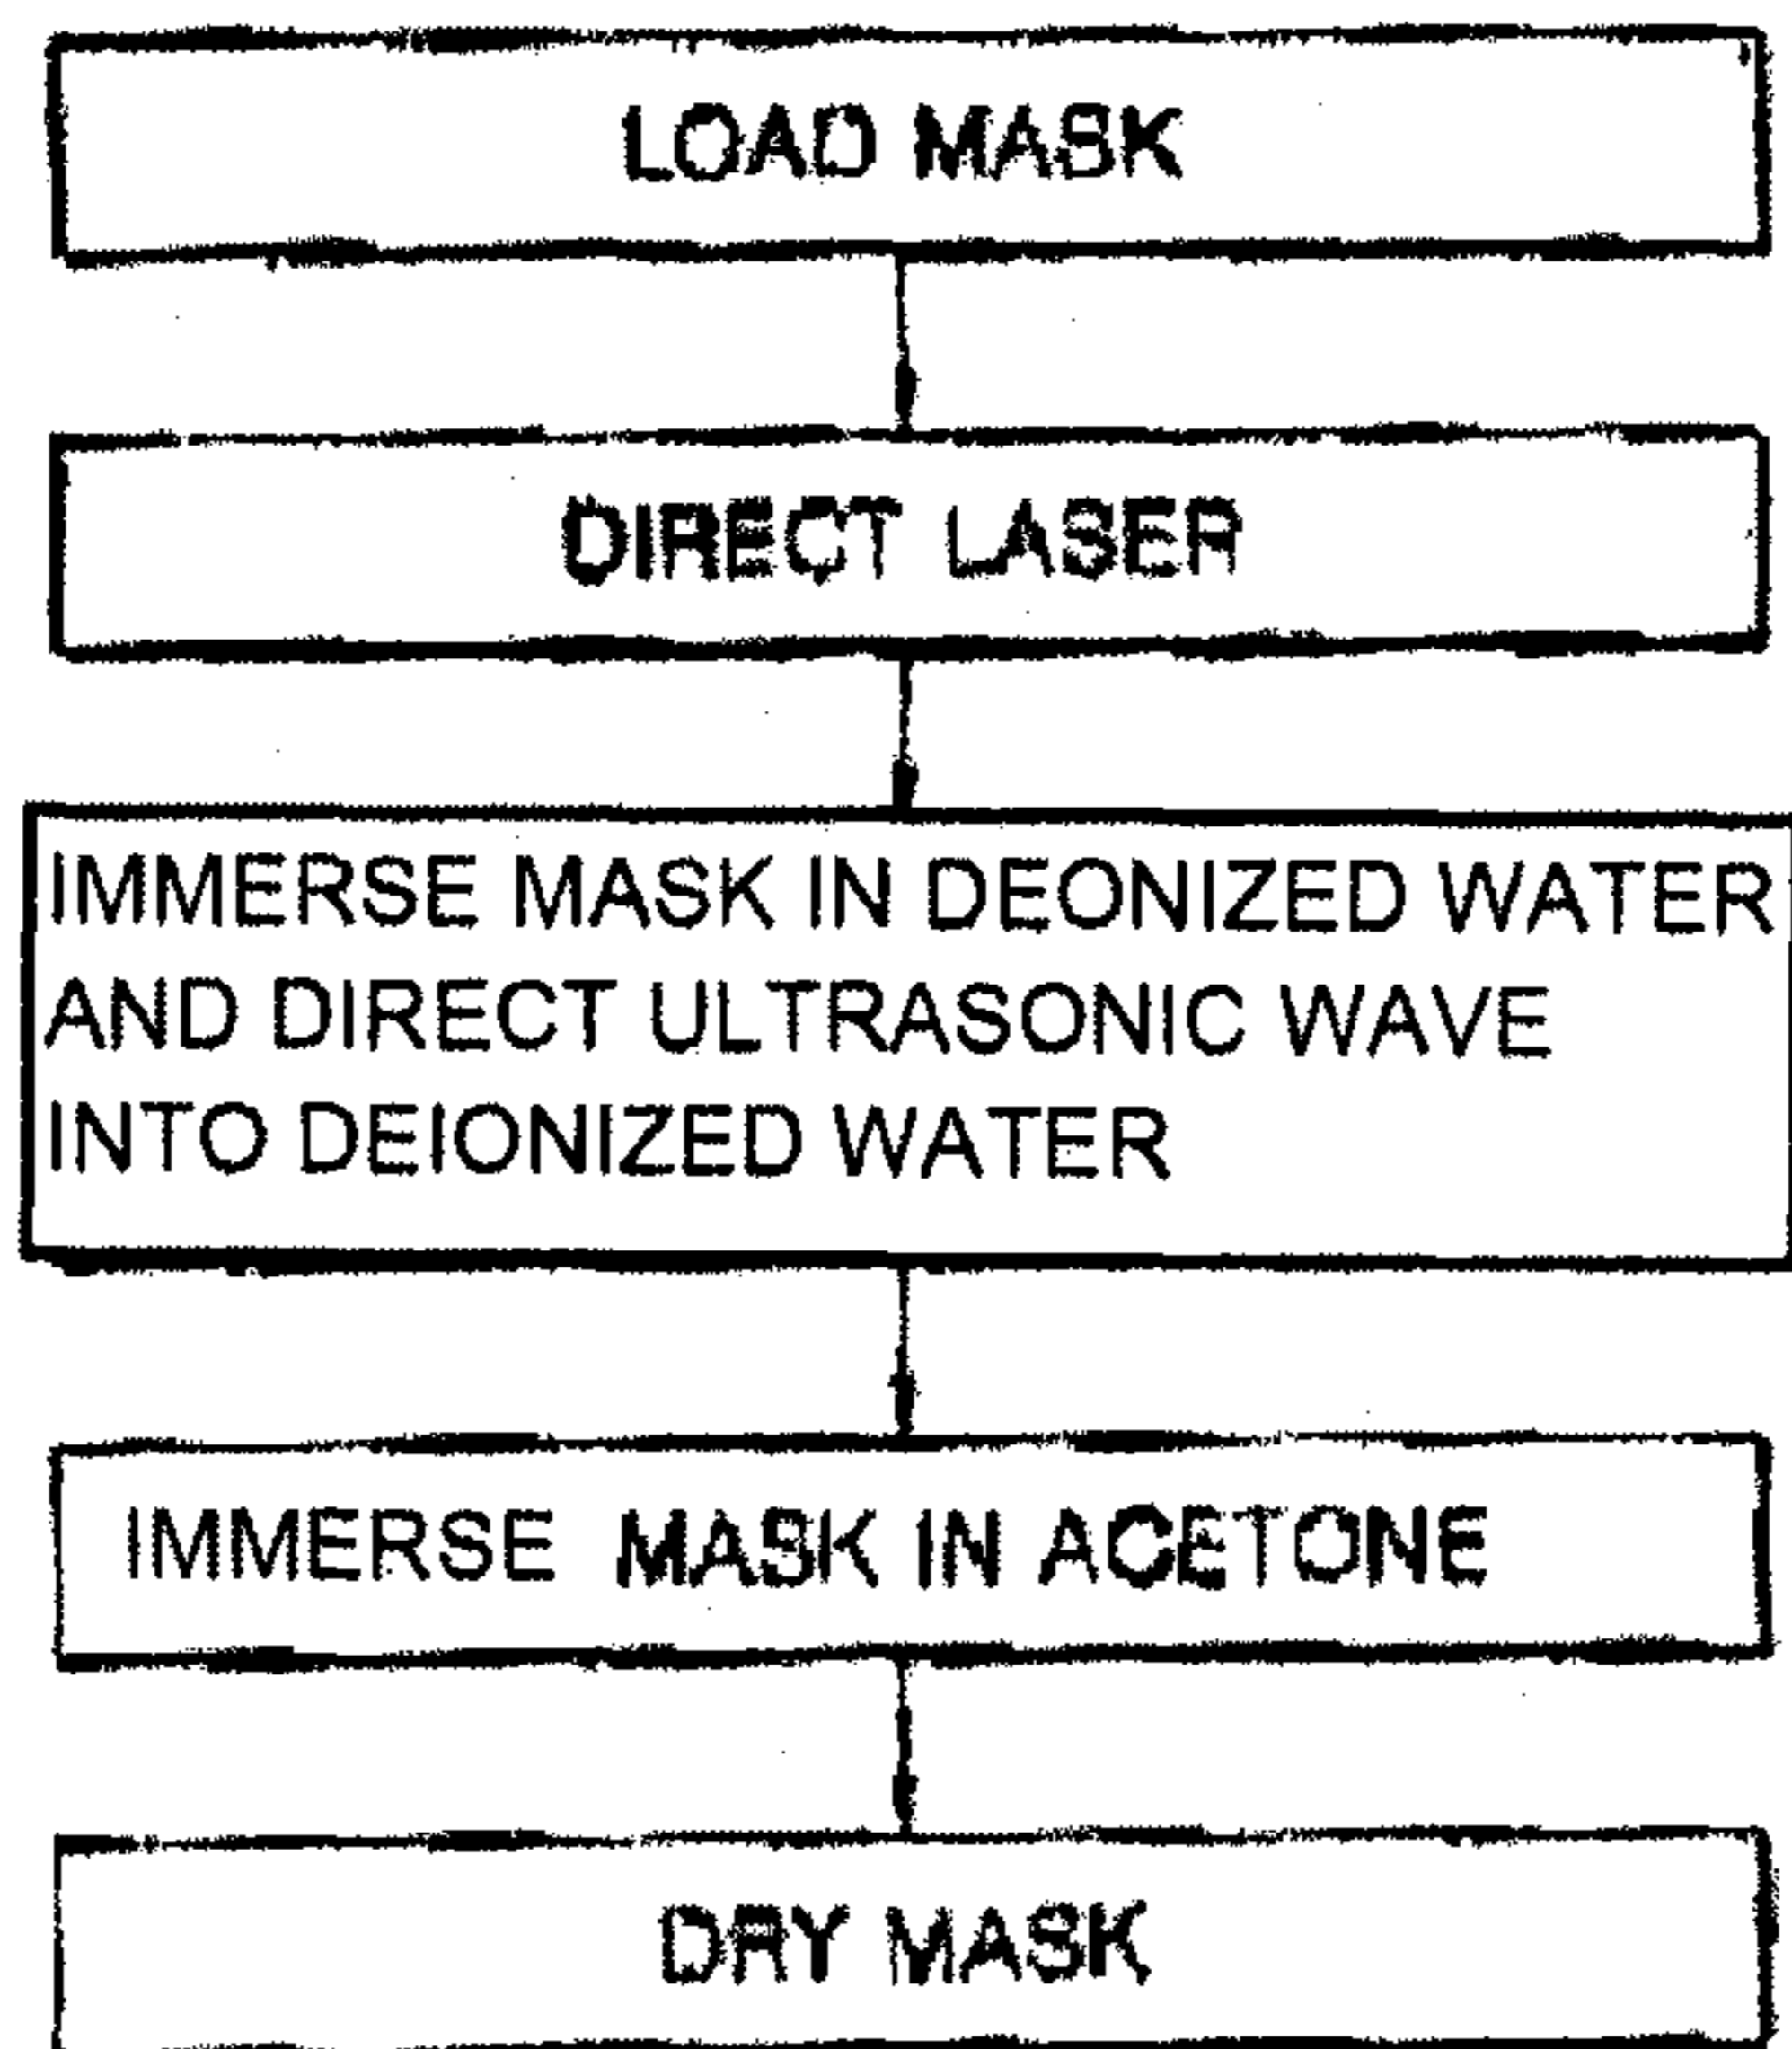 LOAD MASK
DIRECT LASER
IMMERSE MASK IN DEONIZED WATER
AND DIRECT ULTRASONIC WAVE
INTO DEIONIZED WATER
IMMERSE MASK IN ACETONE
DRY MASK